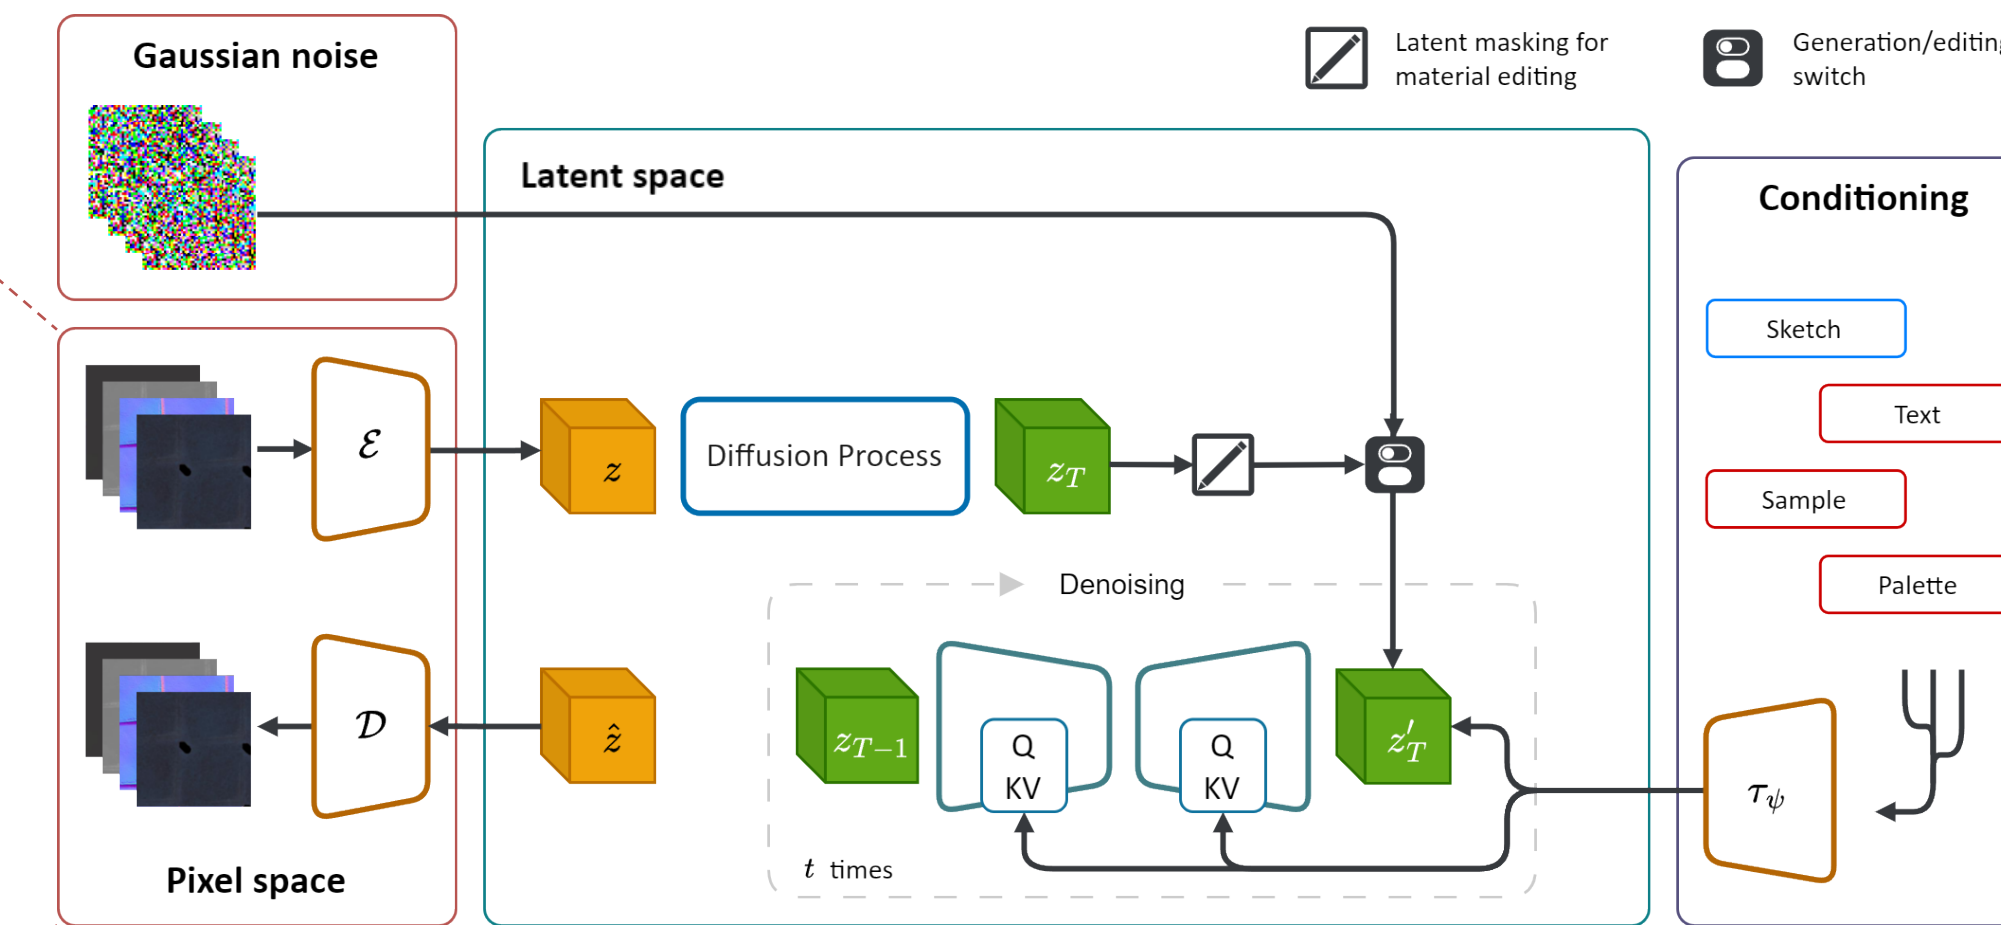 Gaussian noise
Latent masking for
material editing
Generation/editing
switch
Latent space
Conditioning
Sketch
Text
Sample
Palette
ℰ
z
Diffusion Process
z_T
Denoising
𝒟
ẑ
z_{T−1}
Q
KV
Q
KV
z′_T
τ_ψ
t times
Pixel space